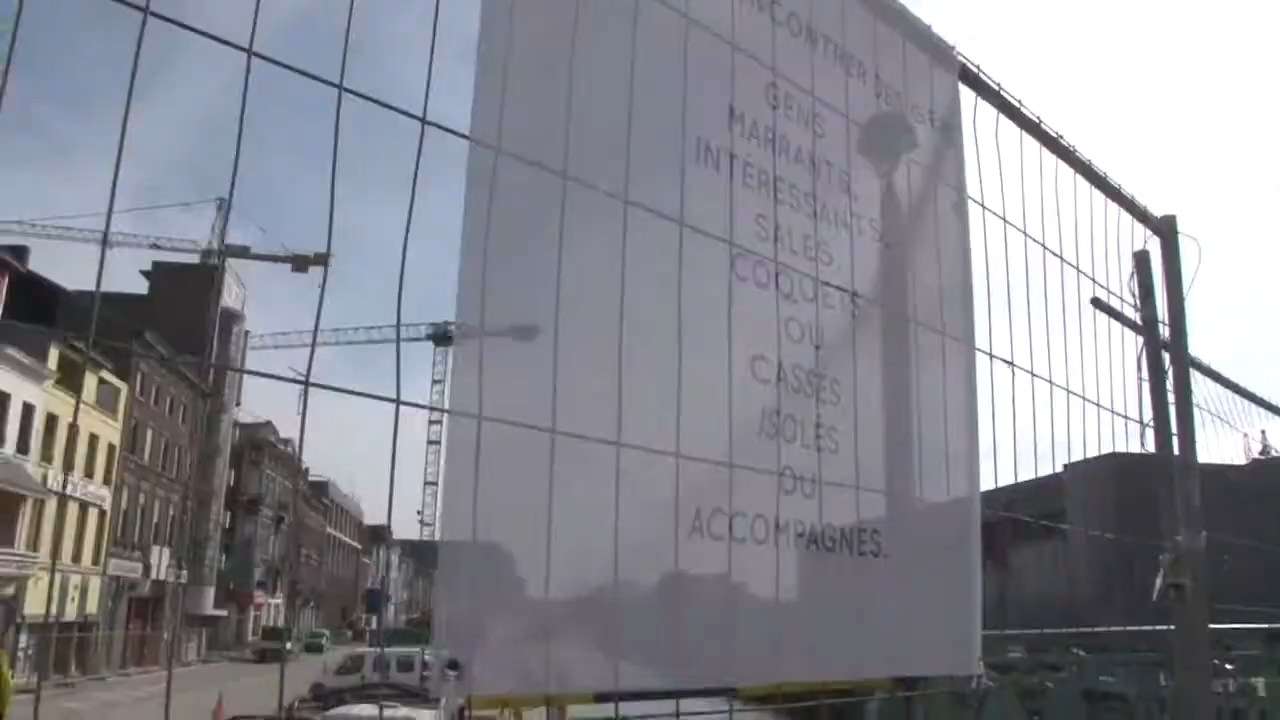 GENS
MARRANTS,
INTÉRESSANTS
SALES,
COQUETS
OU
CASSÉS
ISOLÉS
OU
ACCOMPAGNÉS.